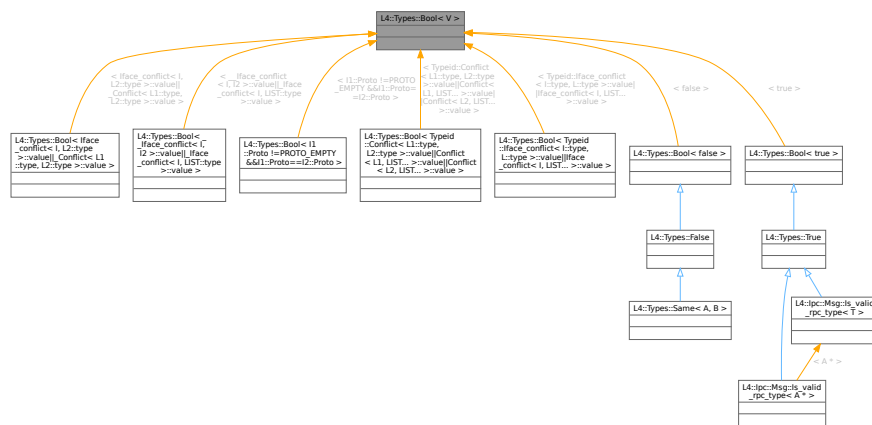 L4::Types::Bool< V >
< Iface_conflict< I,
L2::type >::value||
_Conflict< L1::type,
L2::type >::value >
< __Iface_conflict
< I, I2 >::value||_Iface
_conflict< I, LIST::type
>::value >
< I1::Proto !=PROTO
_EMPTY &&I1::Proto=
=I2::Proto >
< Typeid::Conflict
< L1::type, L2::type
>::value||Conflict<
L1, LIST... >::value|
|Conflict< L2, LIST...
>::value >
< Typeid::Iface_conflict
< I::type, L::type >::value|
|Iface_conflict< I, LIST...
>::value >
< false >
< true >
L4::Types::Bool< Iface
_conflict< I, L2::type
>::value||_Conflict< L1
::type, L2::type >::value >
L4::Types::Bool< _
_Iface_conflict< I,
I2 >::value||_Iface
_conflict< I, LIST::type
>::value >
L4::Types::Bool< I1
::Proto !=PROTO_EMPTY
&&I1::Proto==I2::Proto >
L4::Types::Bool< Typeid
::Conflict< L1::type,
L2::type >::value||Conflict
< L1, LIST... >::value||Conflict
< L2, LIST... >::value >
L4::Types::Bool< Typeid
::Iface_conflict< I::type,
L::type >::value||Iface
_conflict< I, LIST... >::value >
L4::Types::Bool< false >
L4::Types::Bool< true >
L4::Types::False
L4::Types::True
L4::Types::Same< A, B >
L4::Ipc::Msg::Is_valid
_rpc_type< T >
< A * >
L4::Ipc::Msg::Is_valid
_rpc_type< A * >